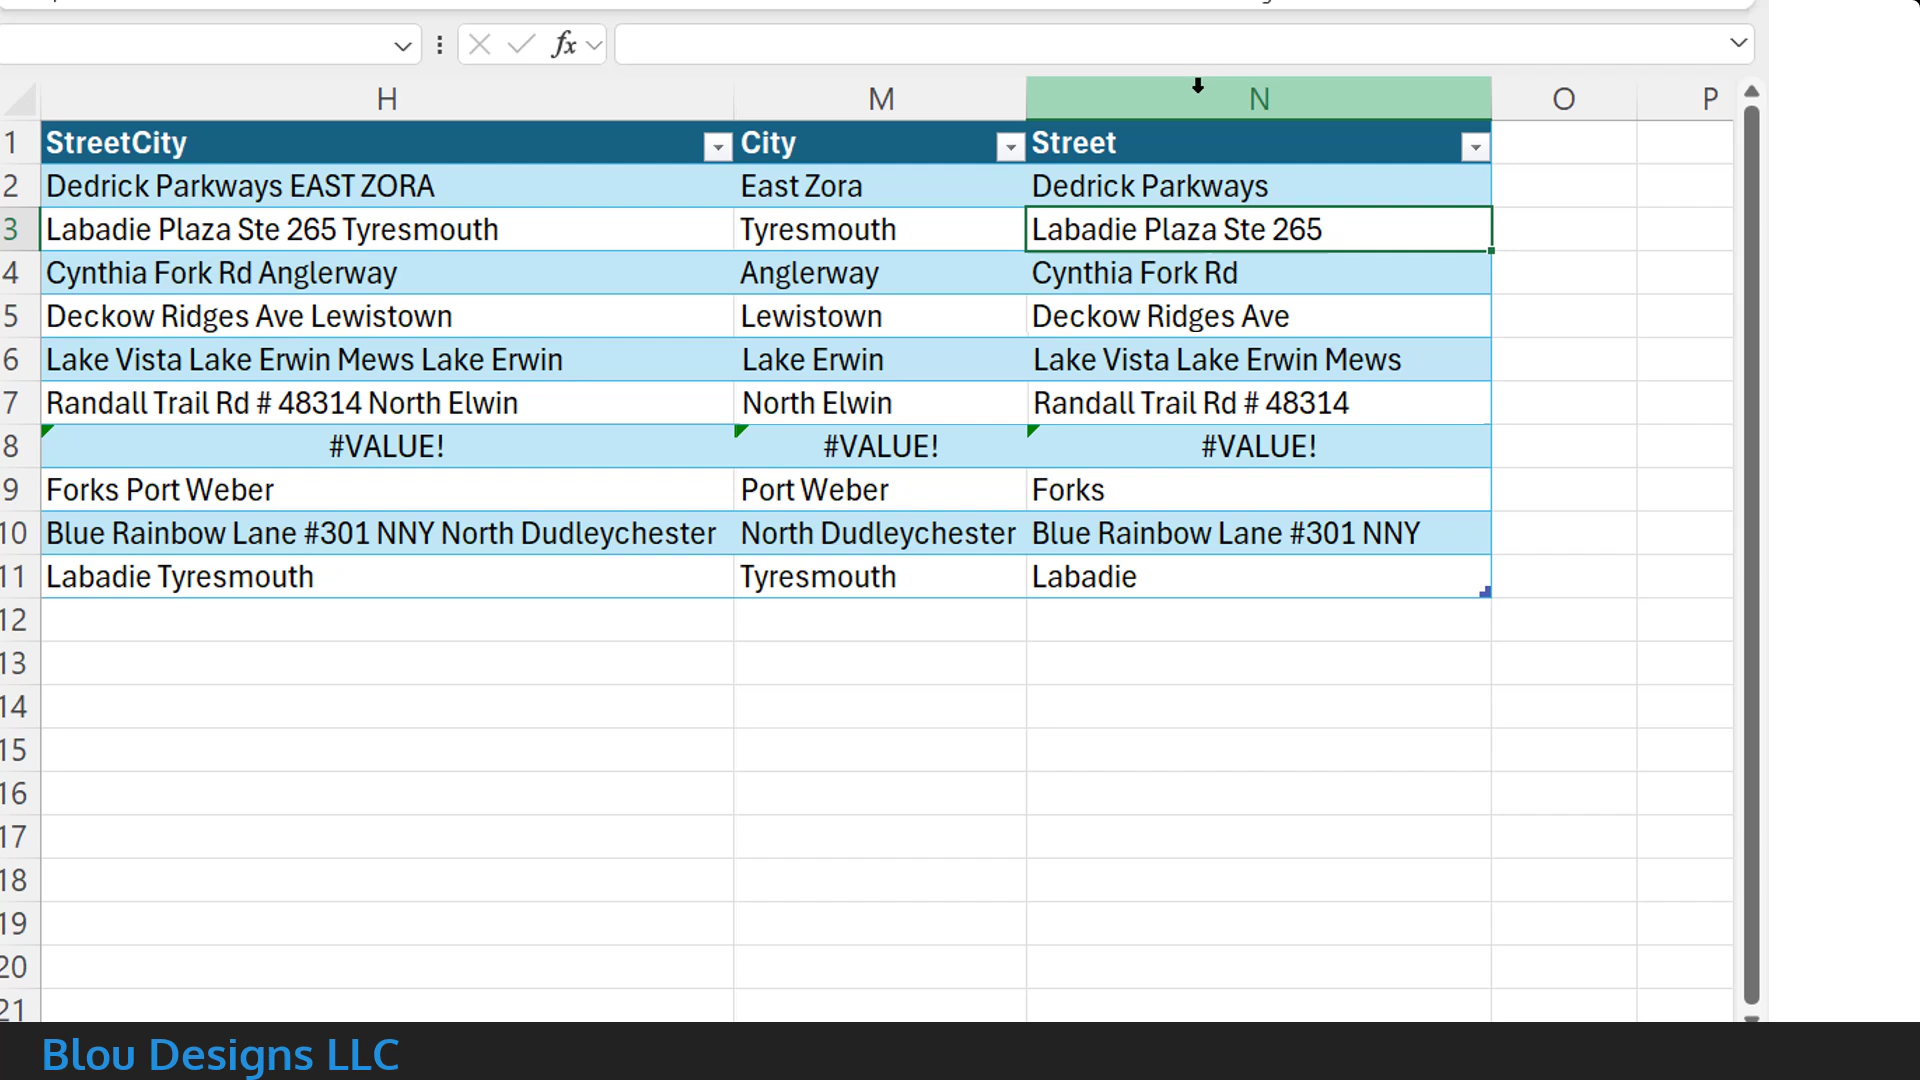 fx
H M N O P
1 StreetCity City Street
2 Dedrick Parkways EAST ZORA East Zora Dedrick Parkways
3 Labadie Plaza Ste 265 Tyresmouth Tyresmouth Labadie Plaza Ste 265
4 Cynthia Fork Rd Anglerway Anglerway Cynthia Fork Rd
5 Deckow Ridges Ave Lewistown Lewistown Deckow Ridges Ave
6 Lake Vista Lake Erwin Mews Lake Erwin Lake Erwin Lake Vista Lake Erwin Mews
7 Randall Trail Rd # 48314 North Elwin North Elwin Randall Trail Rd # 48314
8 #VALUE! #VALUE! #VALUE!
9 Forks Port Weber Port Weber Forks
10 Blue Rainbow Lane #301 NNY North Dudleychester North Dudleychester Blue Rainbow Lane #301 NNY
11 Labadie Tyresmouth Tyresmouth Labadie
12
13
14
15
16
17
18
19
20
21
Blou Designs LLC